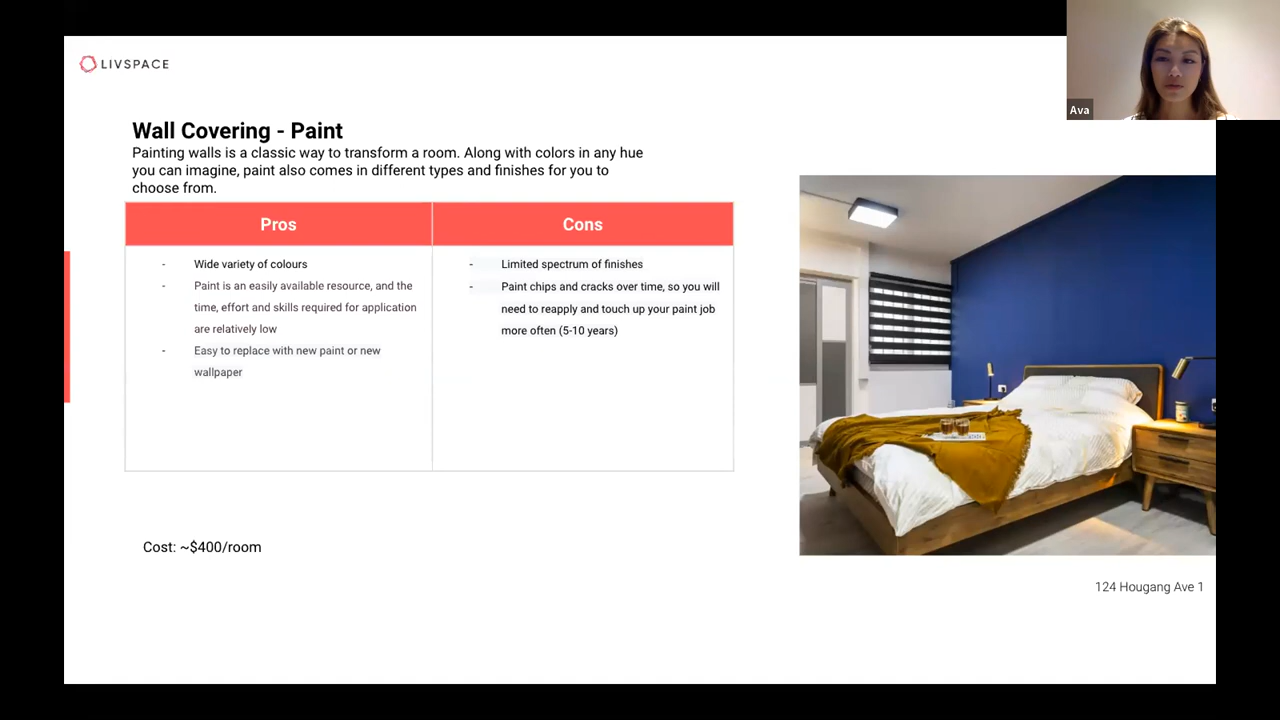 LIVSPACE
Ava
Wall Covering - Paint
Painting walls is a classic way to transform a room. Along with colors in any hue
you can imagine, paint also comes in different types and finishes for you to
choose from.
Pros
Cons
- Wide variety of colours
- Paint is an easily available resource, and the
time, effort and skills required for application
are relatively low
- Easy to replace with new paint or new
wallpaper
- Limited spectrum of finishes
- Paint chips and cracks over time, so you will
need to reapply and touch up your paint job
more often (5-10 years)
Cost: ~$400/room
124 Hougang Ave 1